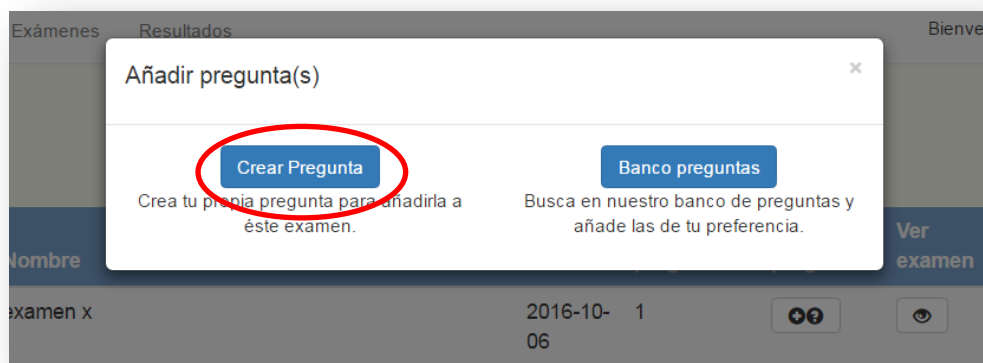 Exámenes Resultados Bienve
Añadir pregunta(s) ×
Crear Pregunta Banco preguntas
Crea tu propia pregunta para añadirla a
éste examen.
Busca en nuestro banco de preguntas y
añade las de tu preferencia.
Nombre
Ver
examen
examen x 2016-10-
06
1